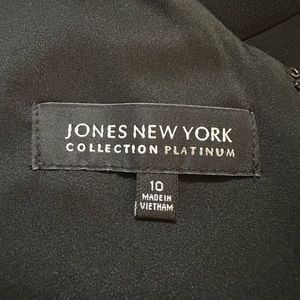 JONES NEW YORK
COLLECTION PLATINUM
10
MADE IN
VIETNAM